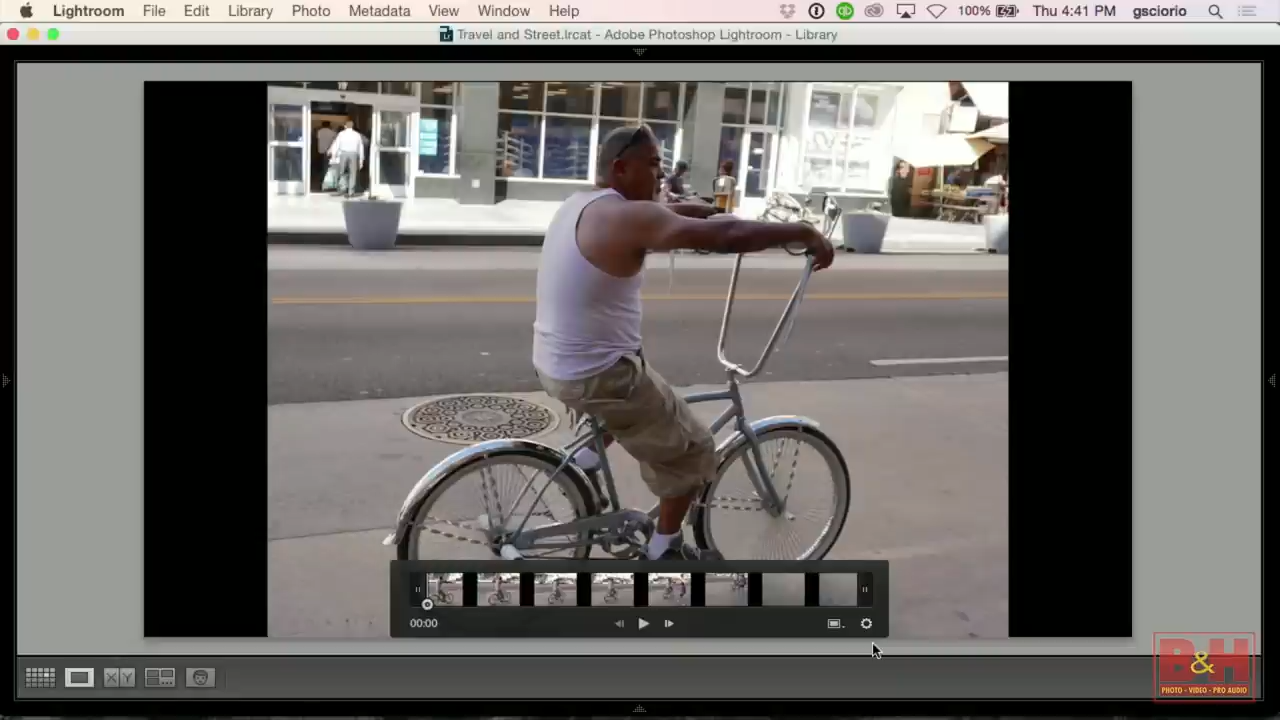 Lightroom File Edit Library Photo Metadata View Window Help 100% Thu 4:41 PM gsciorio
Travel and Street.lrcat - Adobe Photoshop Lightroom - Library
00:00
X Y
B&H
PHOTO - VIDEO - PRO AUDIO